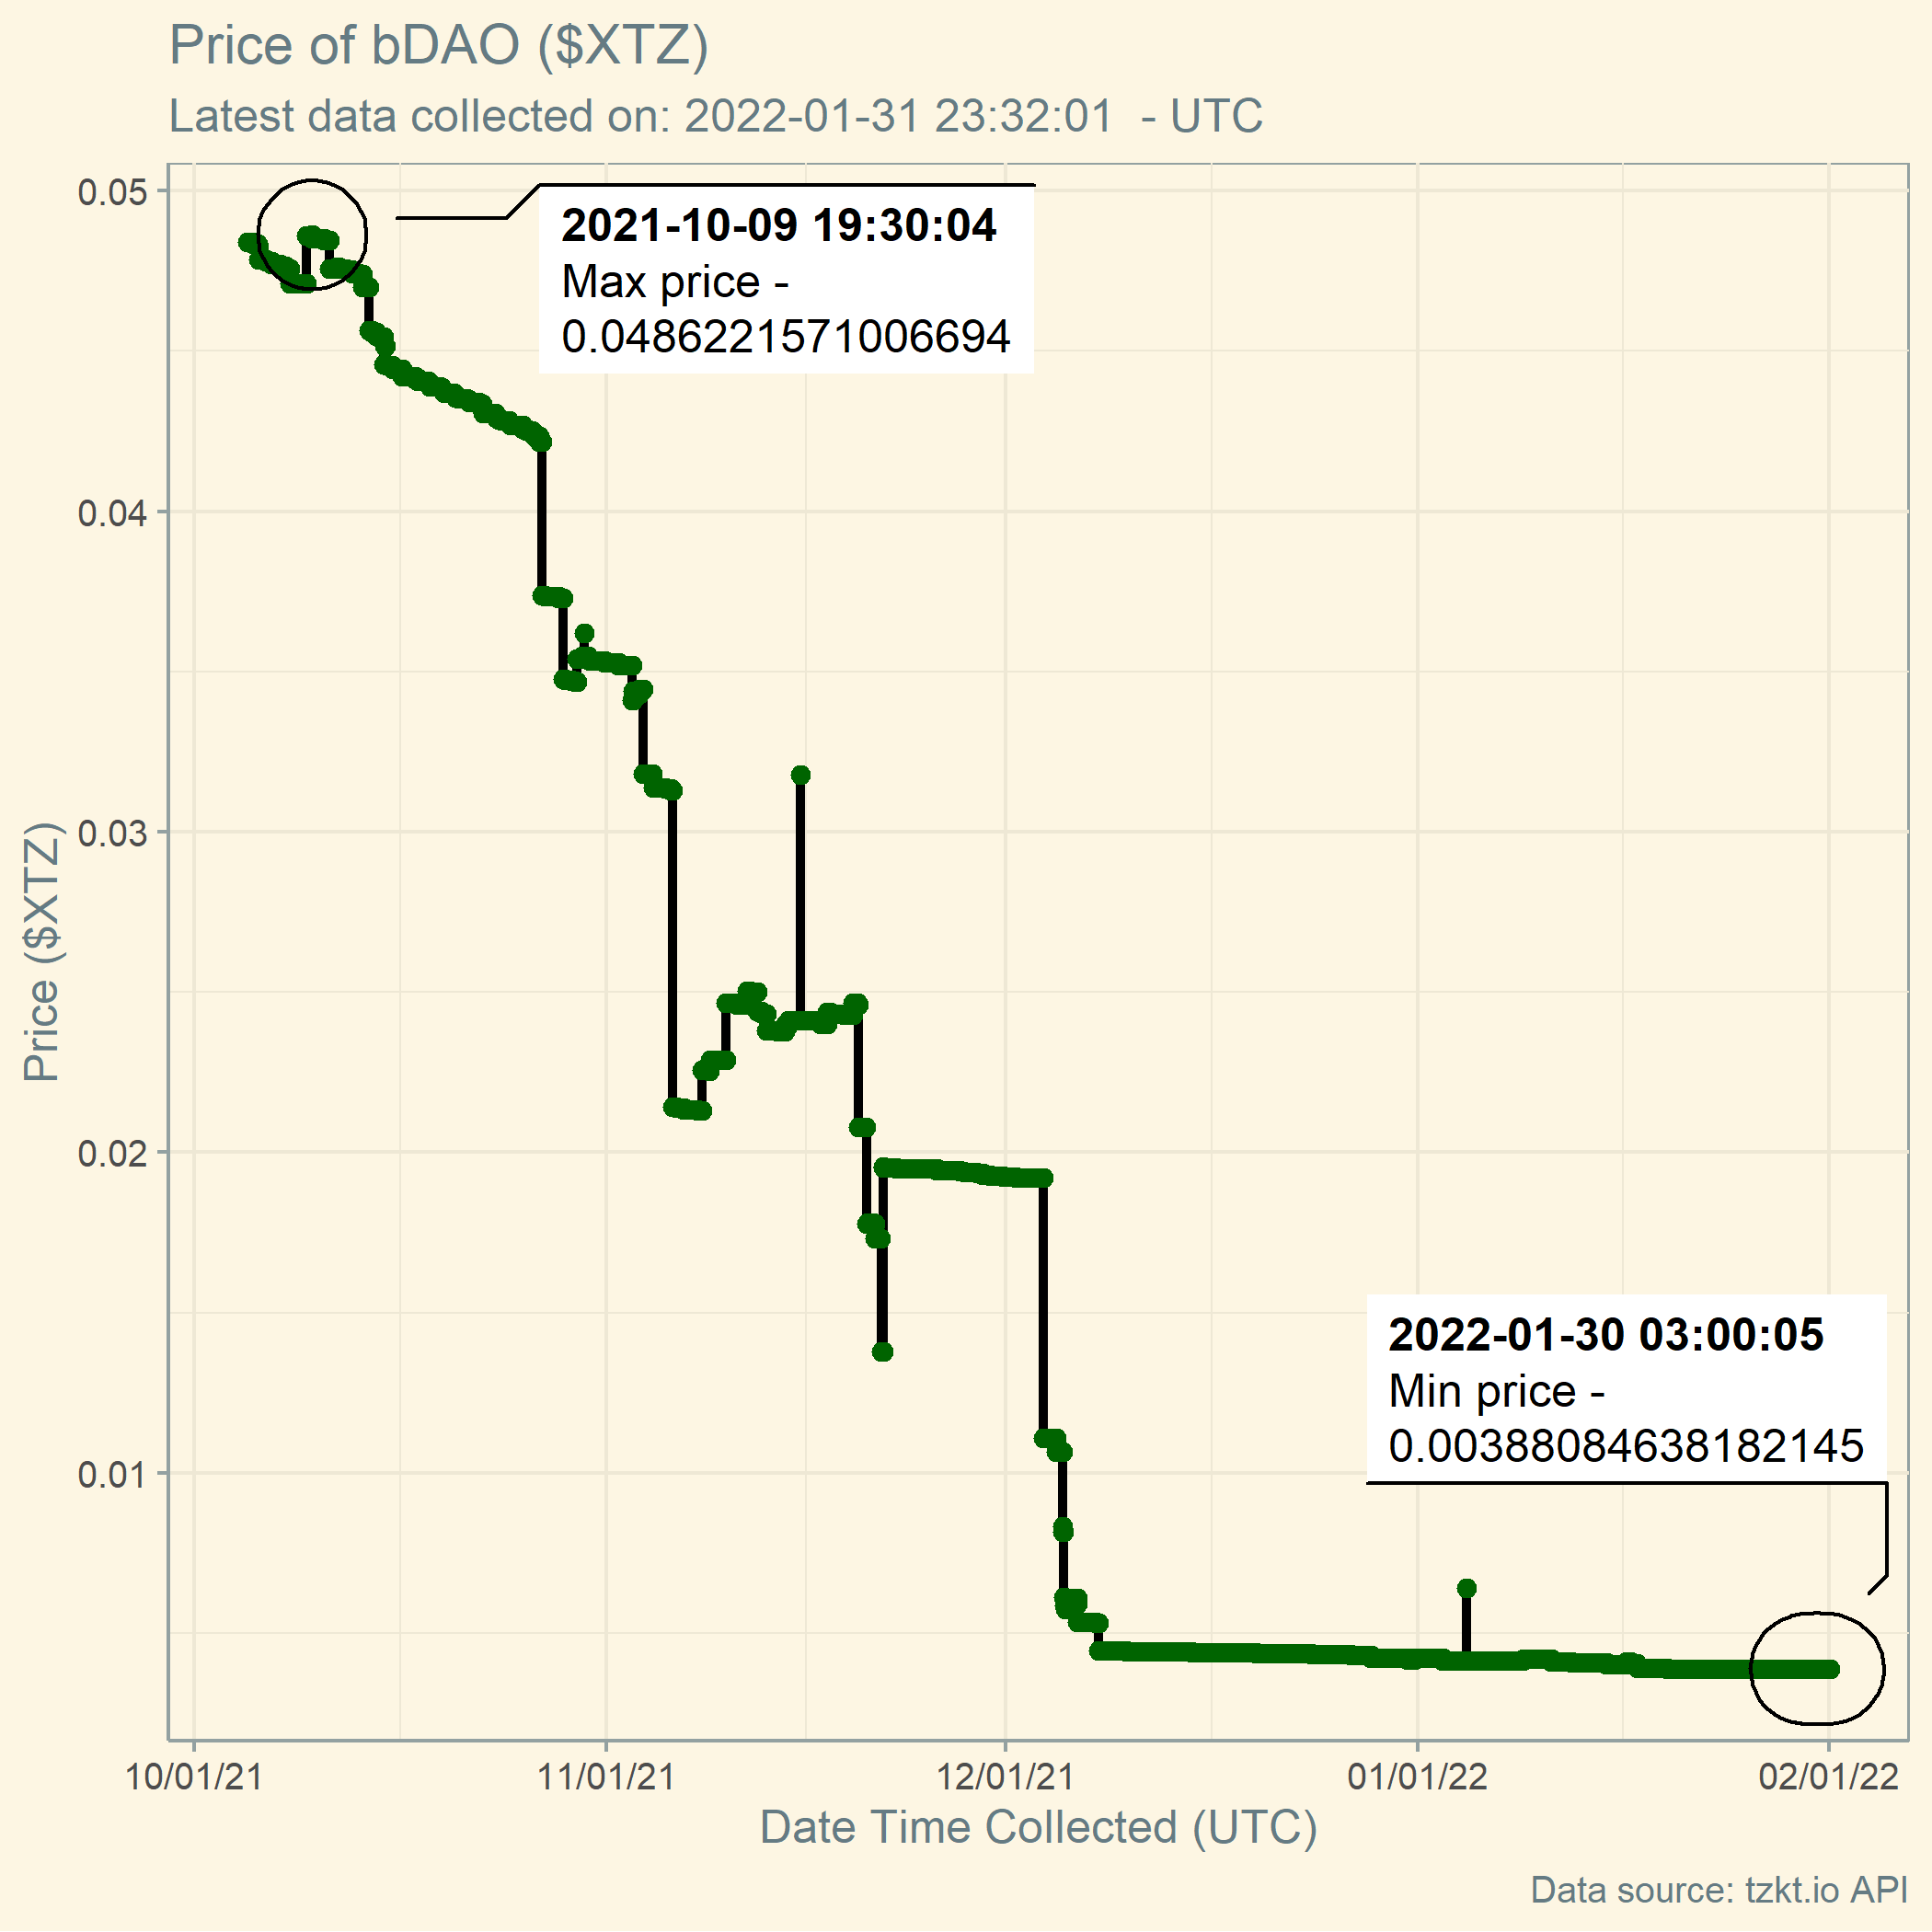 Price of bDAO ($XTZ)
Latest data collected on: 2022-01-31 23:32:01  - UTC
0.05
0.04
0.03
0.02
0.01
Price ($XTZ)
2021-10-09 19:30:04
Max price -
0.0486221571006694
2022-01-30 03:00:05
Min price -
0.00388084638182145
10/01/21
11/01/21
12/01/21
01/01/22
02/01/22
Date Time Collected (UTC)
Data source: tzkt.io API